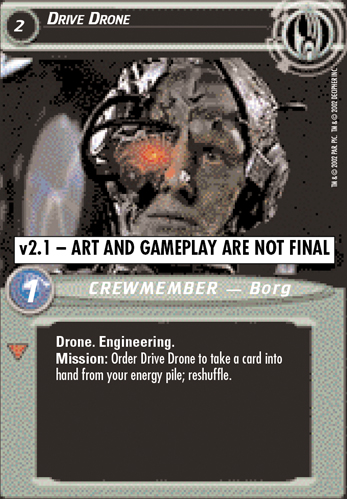 2
DRIVE DRONE
TM & © 2002 PAR. PIC. TM & © 2002 DECIPHER INC.
v2.1 – ART AND GAMEPLAY ARE NOT FINAL
1
CREWMEMBER — Borg
Drone. Engineering.
Mission: Order Drive Drone to take a card into
hand from your energy pile; reshuffle.